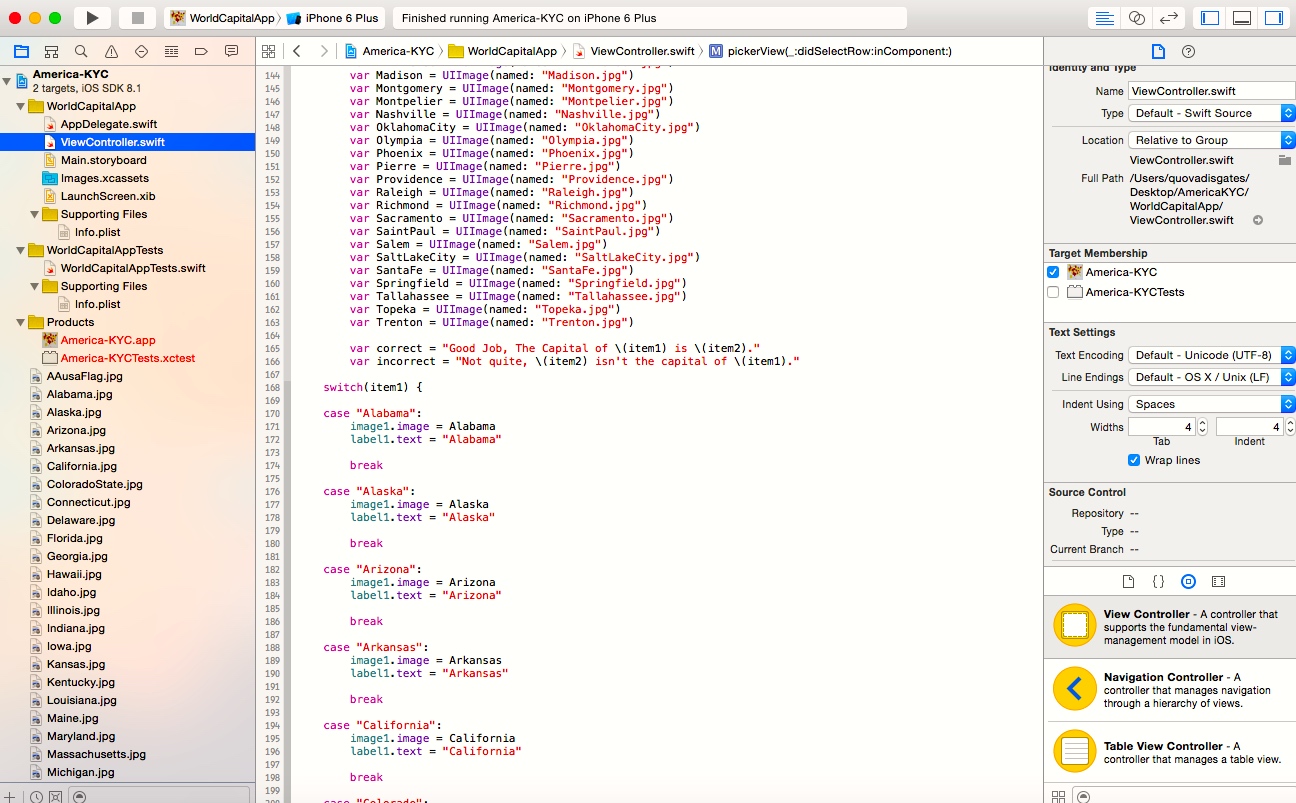 WorldCapitalApp iPhone 6 Plus
Finished running America-KYC on iPhone 6 Plus
America-KYC
2 targets, iOS SDK 8.1
WorldCapitalApp
AppDelegate.swift
ViewController.swift
Main.storyboard
Images.xcassets
LaunchScreen.xib
Supporting Files
Info.plist
WorldCapitalAppTests
WorldCapitalAppTests.swift
Supporting Files
Info.plist
Products
America-KYC.app
America-KYCTests.xctest
AAusaFlag.jpg
Alabama.jpg
Alaska.jpg
Arizona.jpg
Arkansas.jpg
California.jpg
ColoradoState.jpg
Connecticut.jpg
Delaware.jpg
Florida.jpg
Georgia.jpg
Hawaii.jpg
Idaho.jpg
Illinois.jpg
Indiana.jpg
Iowa.jpg
Kansas.jpg
Kentucky.jpg
Louisiana.jpg
Maine.jpg
Maryland.jpg
Massachusetts.jpg
Michigan.jpg
America-KYC WorldCapitalApp ViewController.swift M pickerView(_:didSelectRow:inComponent:)
144 var Madison = UIImage(named: "Madison.jpg")
145 var Montgomery = UIImage(named: "Montgomery.jpg")
146 var Montpelier = UIImage(named: "Montpelier.jpg")
147 var Nashville = UIImage(named: "Nashville.jpg")
148 var OklahomaCity = UIImage(named: "OklahomaCity.jpg")
149 var Olympia = UIImage(named: "Olympia.jpg")
150 var Phoenix = UIImage(named: "Phoenix.jpg")
151 var Pierre = UIImage(named: "Pierre.jpg")
152 var Providence = UIImage(named: "Providence.jpg")
153 var Raleigh = UIImage(named: "Raleigh.jpg")
154 var Richmond = UIImage(named: "Richmond.jpg")
155 var Sacramento = UIImage(named: "Sacramento.jpg")
156 var SaintPaul = UIImage(named: "SaintPaul.jpg")
157 var Salem = UIImage(named: "Salem.jpg")
158 var SaltLakeCity = UIImage(named: "SaltLakeCity.jpg")
159 var SantaFe = UIImage(named: "SantaFe.jpg")
160 var Springfield = UIImage(named: "Springfield.jpg")
161 var Tallahassee = UIImage(named: "Tallahassee.jpg")
162 var Topeka = UIImage(named: "Topeka.jpg")
163 var Trenton = UIImage(named: "Trenton.jpg")
164
165 var correct = "Good Job, The Capital of \(item1) is \(item2)."
166 var incorrect = "Not quite, \(item2) isn't the capital of \(item1)."
167
168 switch(item1) {
169
170 case "Alabama":
171 image1.image = Alabama
172 label1.text = "Alabama"
173
174 break
175
176 case "Alaska":
177 image1.image = Alaska
178 label1.text = "Alaska"
179
180 break
181
182 case "Arizona":
183 image1.image = Arizona
184 label1.text = "Arizona"
185
186 break
187
188 case "Arkansas":
189 image1.image = Arkansas
190 label1.text = "Arkansas"
191
192 break
193
194 case "California":
195 image1.image = California
196 label1.text = "California"
197
198 break
199
200 case "Colorado":
Identity and Type
Name ViewController.swift
Type Default - Swift Source
Location Relative to Group
ViewController.swift
Full Path /Users/quovadisgates/
Desktop/AmericaKYC/
WorldCapitalApp/
ViewController.swift
Target Membership
America-KYC
America-KYCTests
Text Settings
Text Encoding Default - Unicode (UTF-8)
Line Endings Default - OS X / Unix (LF)
Indent Using Spaces
Widths 4 4
Tab Indent
Wrap lines
Source Control
Repository --
Type --
Current Branch --
View Controller - A controller that
supports the fundamental view-
management model in iOS.
Navigation Controller - A
controller that manages navigation
through a hierarchy of views.
Table View Controller - A
controller that manages a table view.